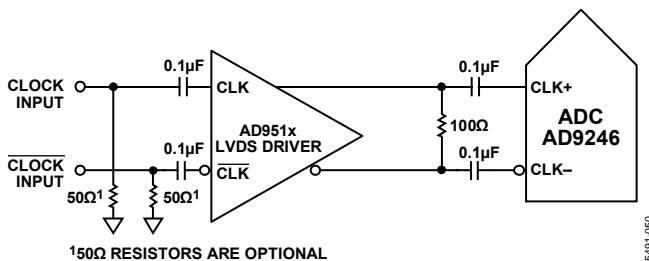 CLOCK
INPUT
0.1µF
CLK
AD951x
LVDS DRIVER
0.1µF
CLK+
ADC
AD9246
100Ω
CLOCK
INPUT
0.1µF
CLK
0.1µF
CLK–
50Ω1
50Ω1
150Ω RESISTORS ARE OPTIONAL